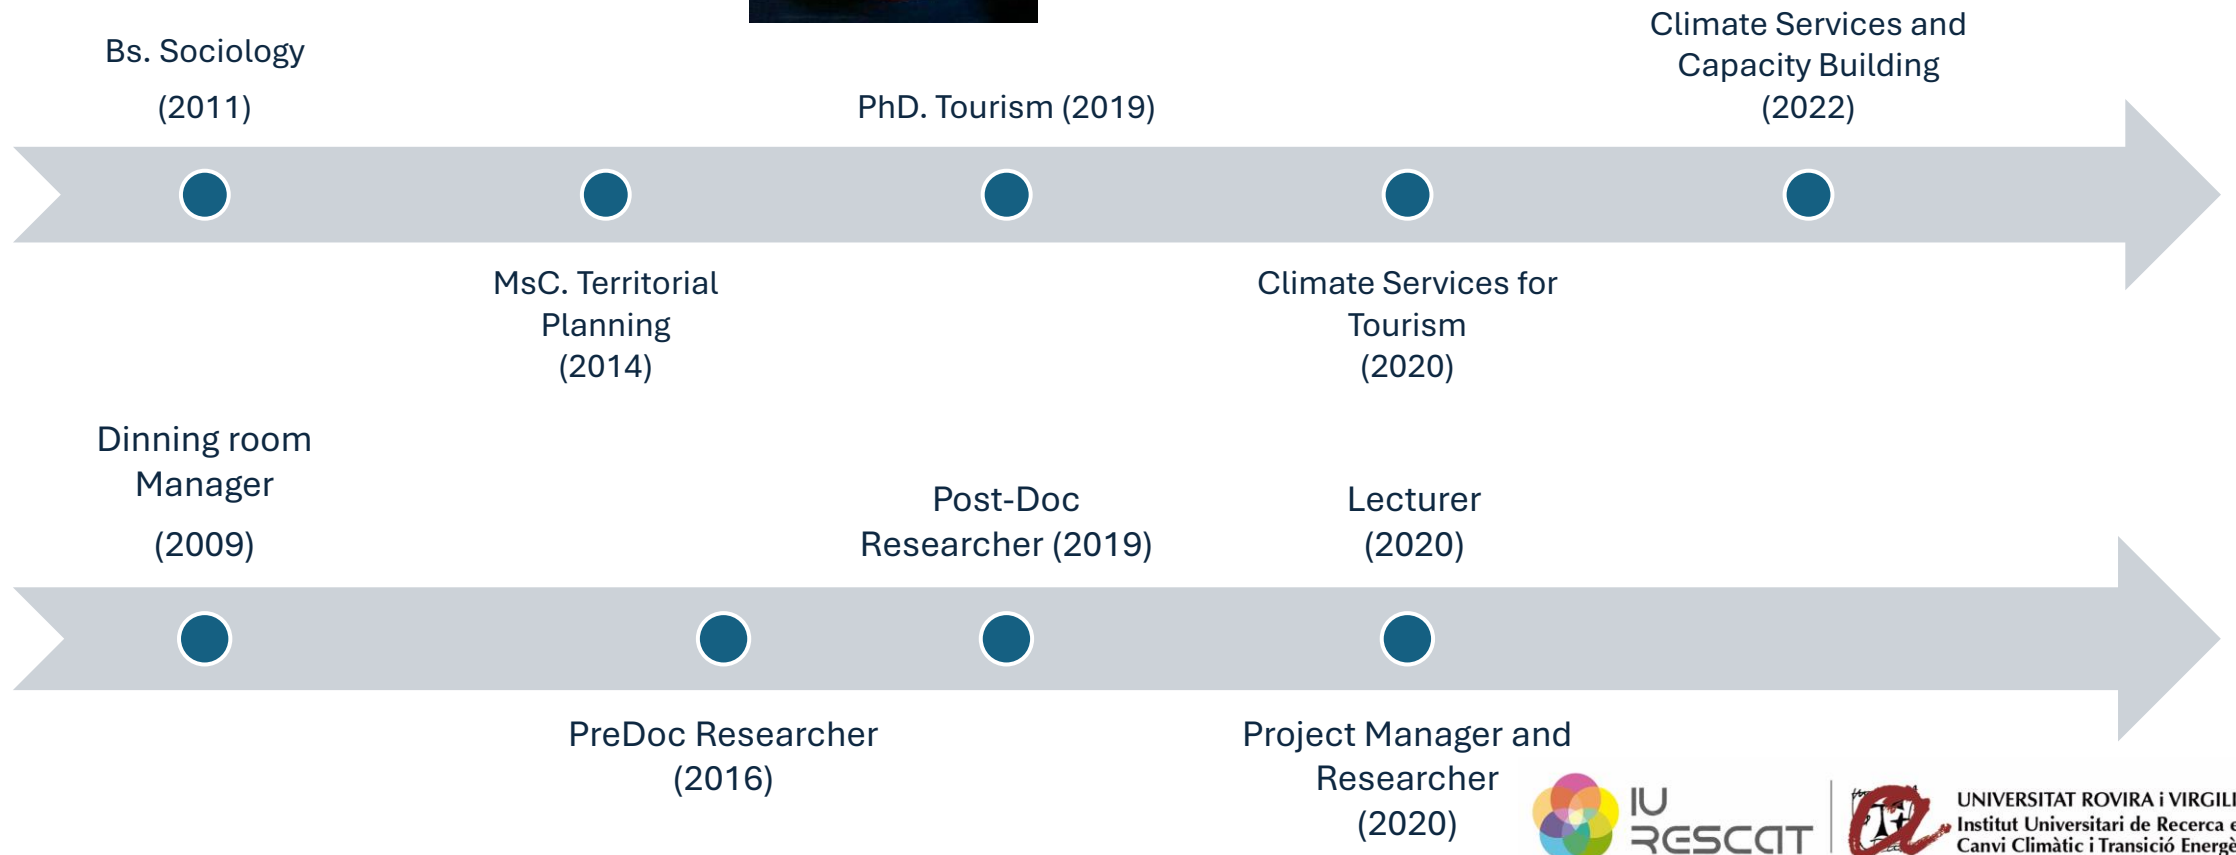 Bs. Sociology
(2011)
PhD. Tourism (2019)
Climate Services and
Capacity Building
(2022)
MsC. Territorial
Planning
(2014)
Climate Services for
Tourism
(2020)
Dinning room
Manager
(2009)
Post-Doc
Researcher (2019)
Lecturer
(2020)
PreDoc Researcher
(2016)
Project Manager and
Researcher
(2020)
IU
RESCAT
UNIVERSITAT ROVIRA i VIRGILI
Institut Universitari de Recerca e
Canvi Climàtic i Transició Energè